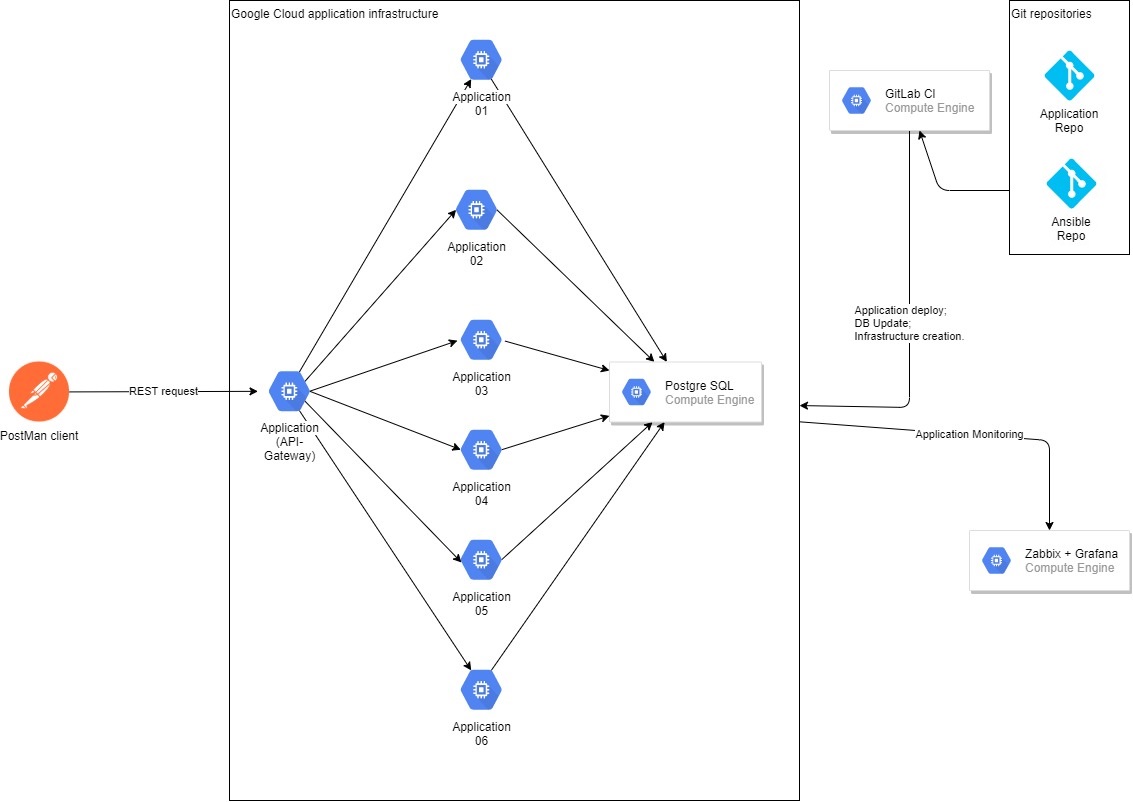 Google Cloud application infrastructure
Git repositories
Application
01
GitLab CI
Compute Engine
Application
Repo
Ansible
Repo
Application
02
Application deploy;
DB Update;
Infrastructure creation.
Application
03
REST request
Postgre SQL
Compute Engine
PostMan client
Application
(API-
Gateway)
Application Monitoring
Application
04
Zabbix + Grafana
Compute Engine
Application
05
Application
06